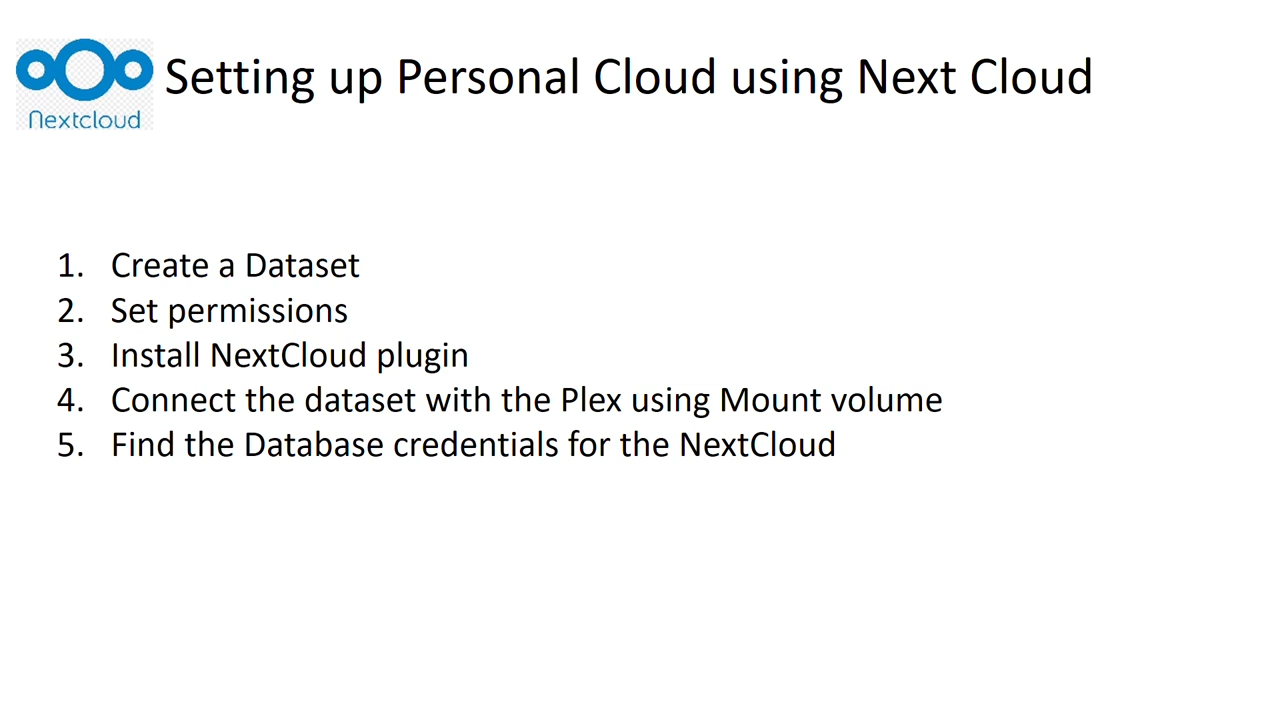 Setting up Personal Cloud using Next Cloud
Nextcloud
1. Create a Dataset
2. Set permissions
3. Install NextCloud plugin
4. Connect the dataset with the Plex using Mount volume
5. Find the Database credentials for the NextCloud